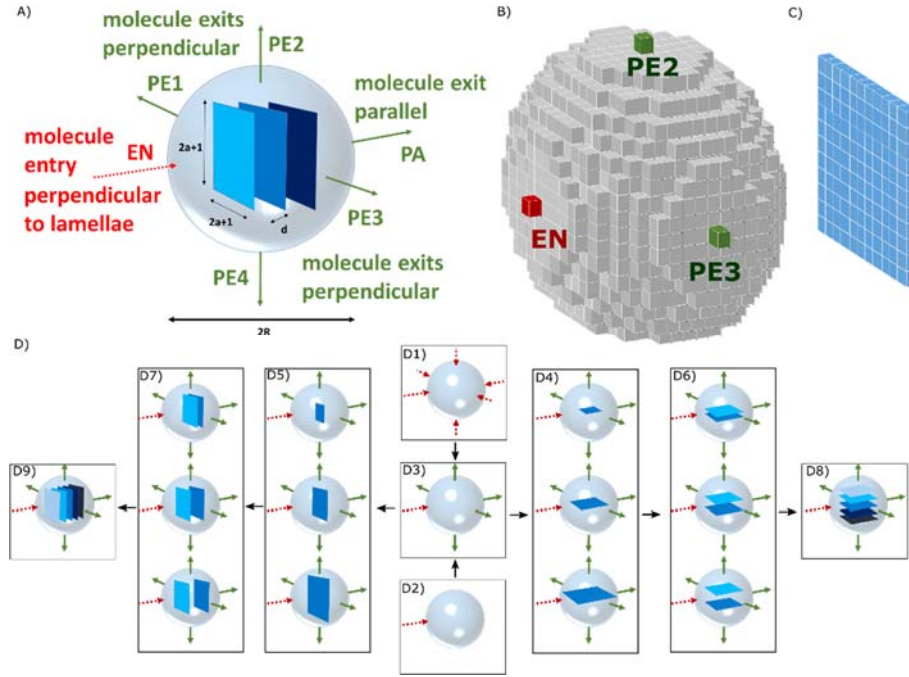 A)
molecule exits
perpendicular
PE2
PE1
molecule exit
parallel
PA
molecule
entry
EN
perpendicular
to lamellae
2a+1
2a+1
d
PE3
PE4
molecule exits
perpendicular
2R
B)
PE2
EN
PE3
C)
D)
D1)
D7)
D5)
D4)
D6)
D9)
D3)
D8)
D2)